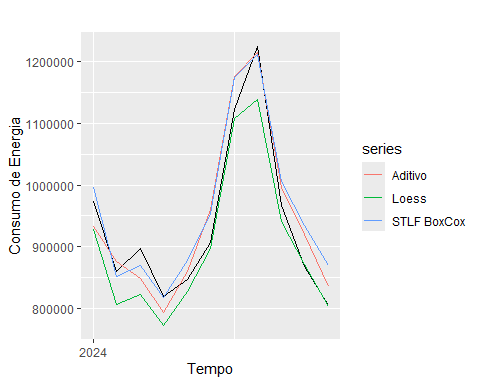 1200000
1100000
1000000
900000
800000
Consumo de Energia
2024
Tempo
series
Aditivo
Loess
STLF BoxCox